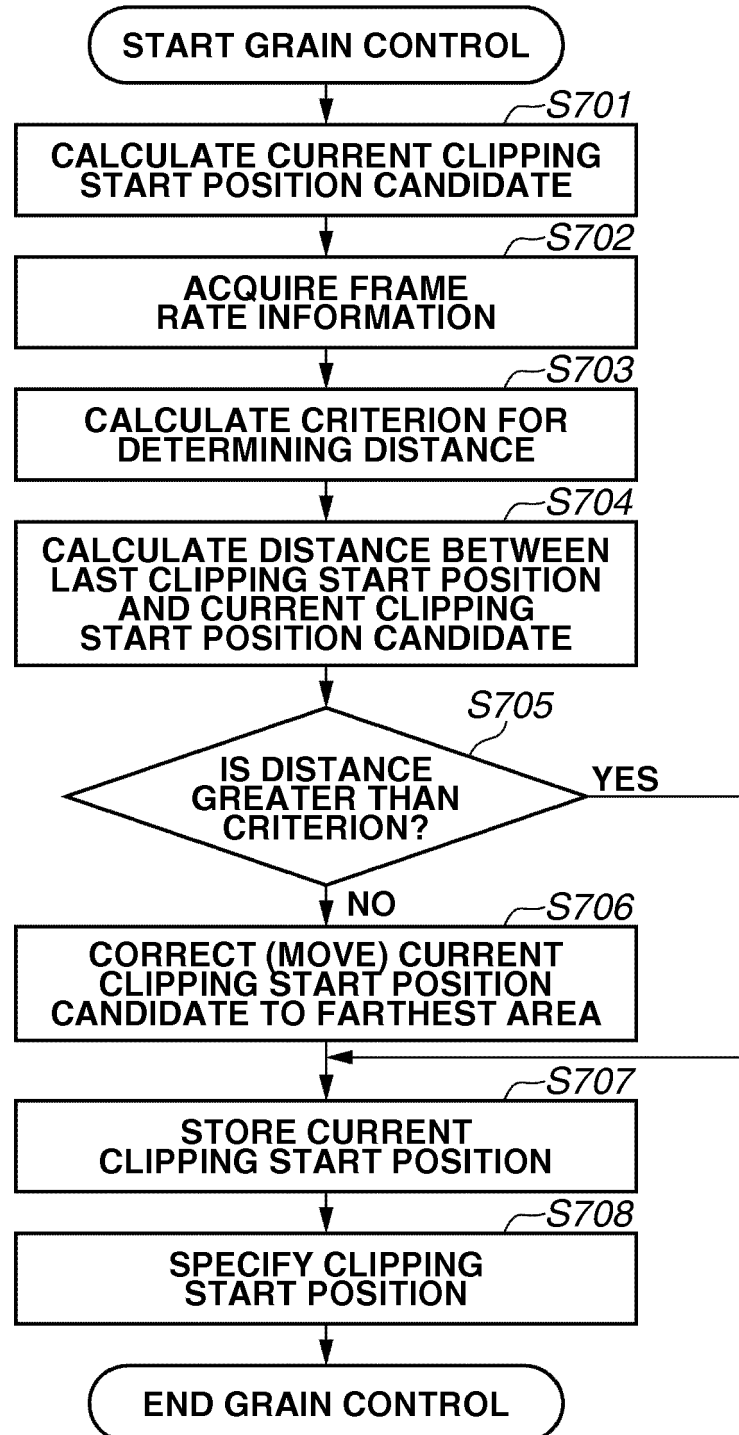 START GRAIN CONTROL
S701
CALCULATE CURRENT CLIPPING
START POSITION CANDIDATE
S702
ACQUIRE FRAME
RATE INFORMATION
S703
CALCULATE CRITERION FOR
DETERMINING DISTANCE
S704
CALCULATE DISTANCE BETWEEN
LAST CLIPPING START POSITION
AND CURRENT CLIPPING
START POSITION CANDIDATE
S705
IS DISTANCE
GREATER THAN
CRITERION?
YES
NO
S706
CORRECT (MOVE) CURRENT
CLIPPING START POSITION
CANDIDATE TO FARTHEST AREA
S707
STORE CURRENT
CLIPPING START POSITION
S708
SPECIFY CLIPPING
START POSITION
END GRAIN CONTROL